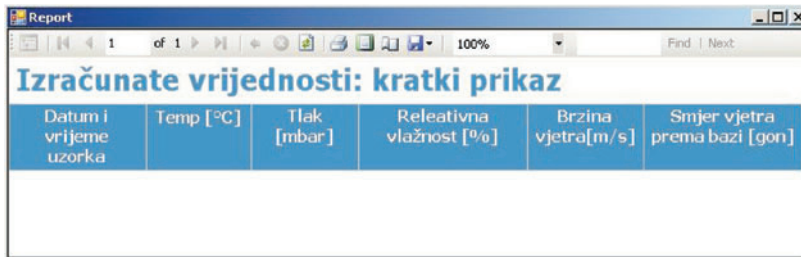 Report
1 of 1 100% Find | Next
Izračunate vrijednosti: kratki prikaz
Datum i vrijeme uzorka
Temp [°C]
Tlak [mbar]
Releativna vlažnost [%]
Brzina vjetra[m/s]
Smjer vjetra prema bazi [gon]